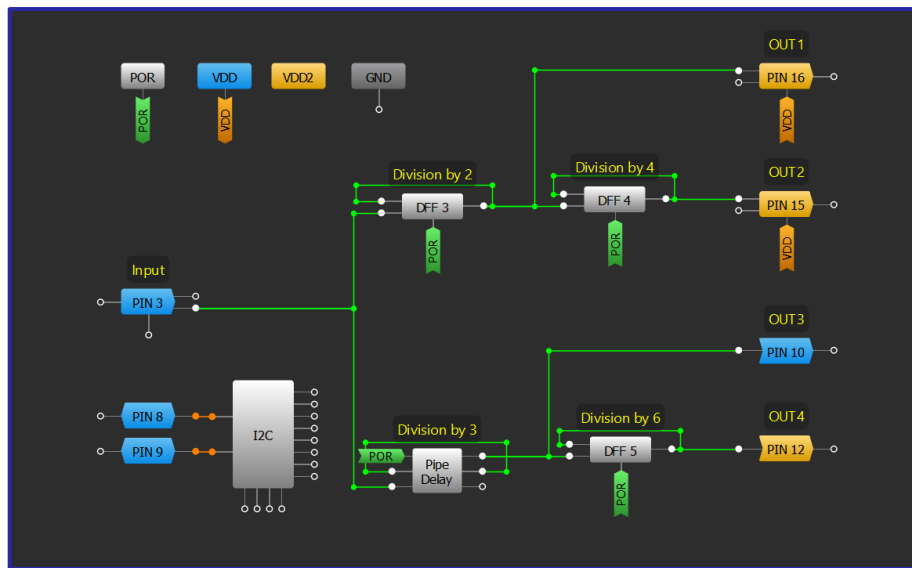 OUT1
POR
VDD
VDD2
GND
PIN 16
POR
VDD
VDD
Division by 2
Division by 4
OUT2
DFF 3
DFF 4
PIN 15
POR
POR
VDD
Input
PIN 3
OUT3
PIN 10
PIN 8
I2C
PIN 9
Division by 3
Division by 6
OUT4
POR
Pipe
Delay
DFF 5
PIN 12
POR